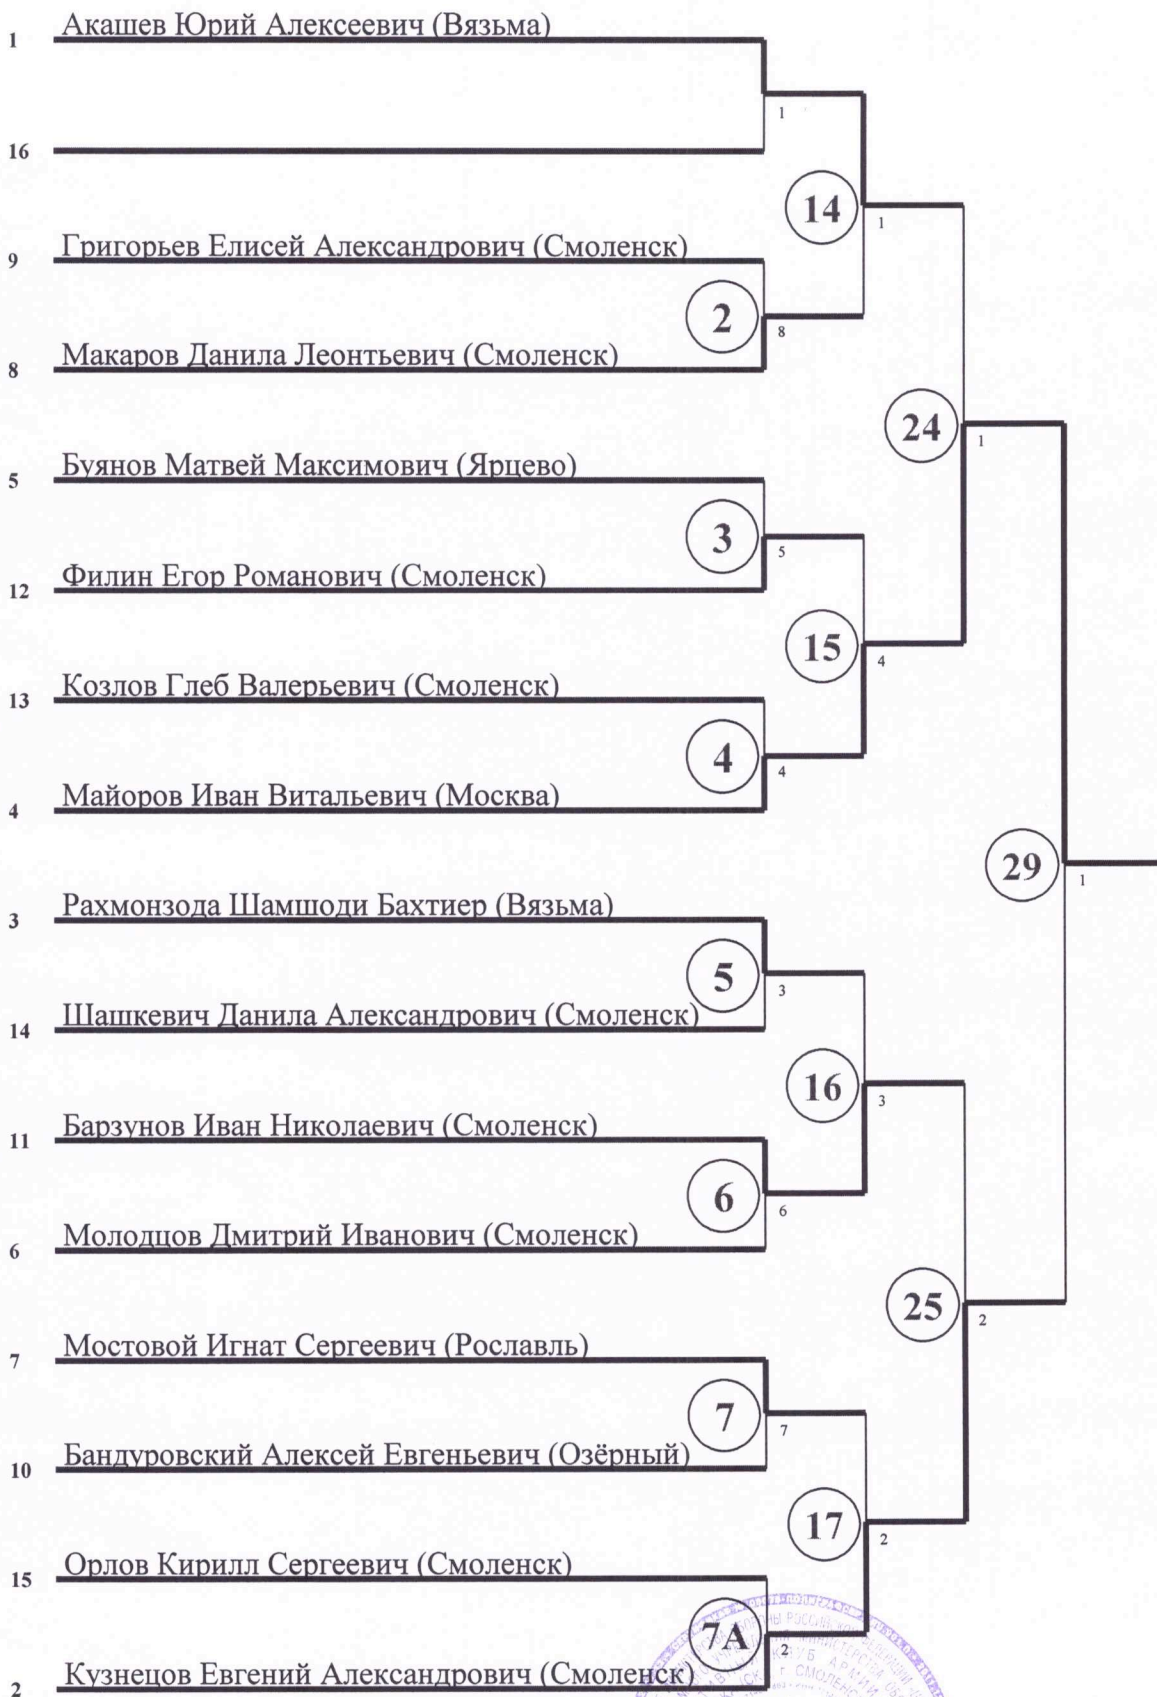 1 Акашев Юрий Алексеевич (Вязьма)
1
16
14
1
9 Григорьев Елисей Александрович (Смоленск)
2
8
8 Макаров Данила Леонтьевич (Смоленск)
24
1
5 Буянов Матвей Максимович (Ярцево)
3
5
12 Филин Егор Романович (Смоленск)
15
4
13 Козлов Глеб Валерьевич (Смоленск)
4
4
4 Майоров Иван Витальевич (Москва)
29
1
3 Рахмонзода Шамшоди Бахтиер (Вязьма)
5
3
14 Шашкевич Данила Александрович (Смоленск)
16
3
11 Барзунов Иван Николаевич (Смоленск)
6
6
6 Молодцов Дмитрий Иванович (Смоленск)
25
2
7 Мостовой Игнат Сергеевич (Рославль)
7
7
10 Бандуровский Алексей Евгеньевич (Озёрный)
17
2
15 Орлов Кирилл Сергеевич (Смоленск)
7А
2
2 Кузнецов Евгений Александрович (Смоленск)